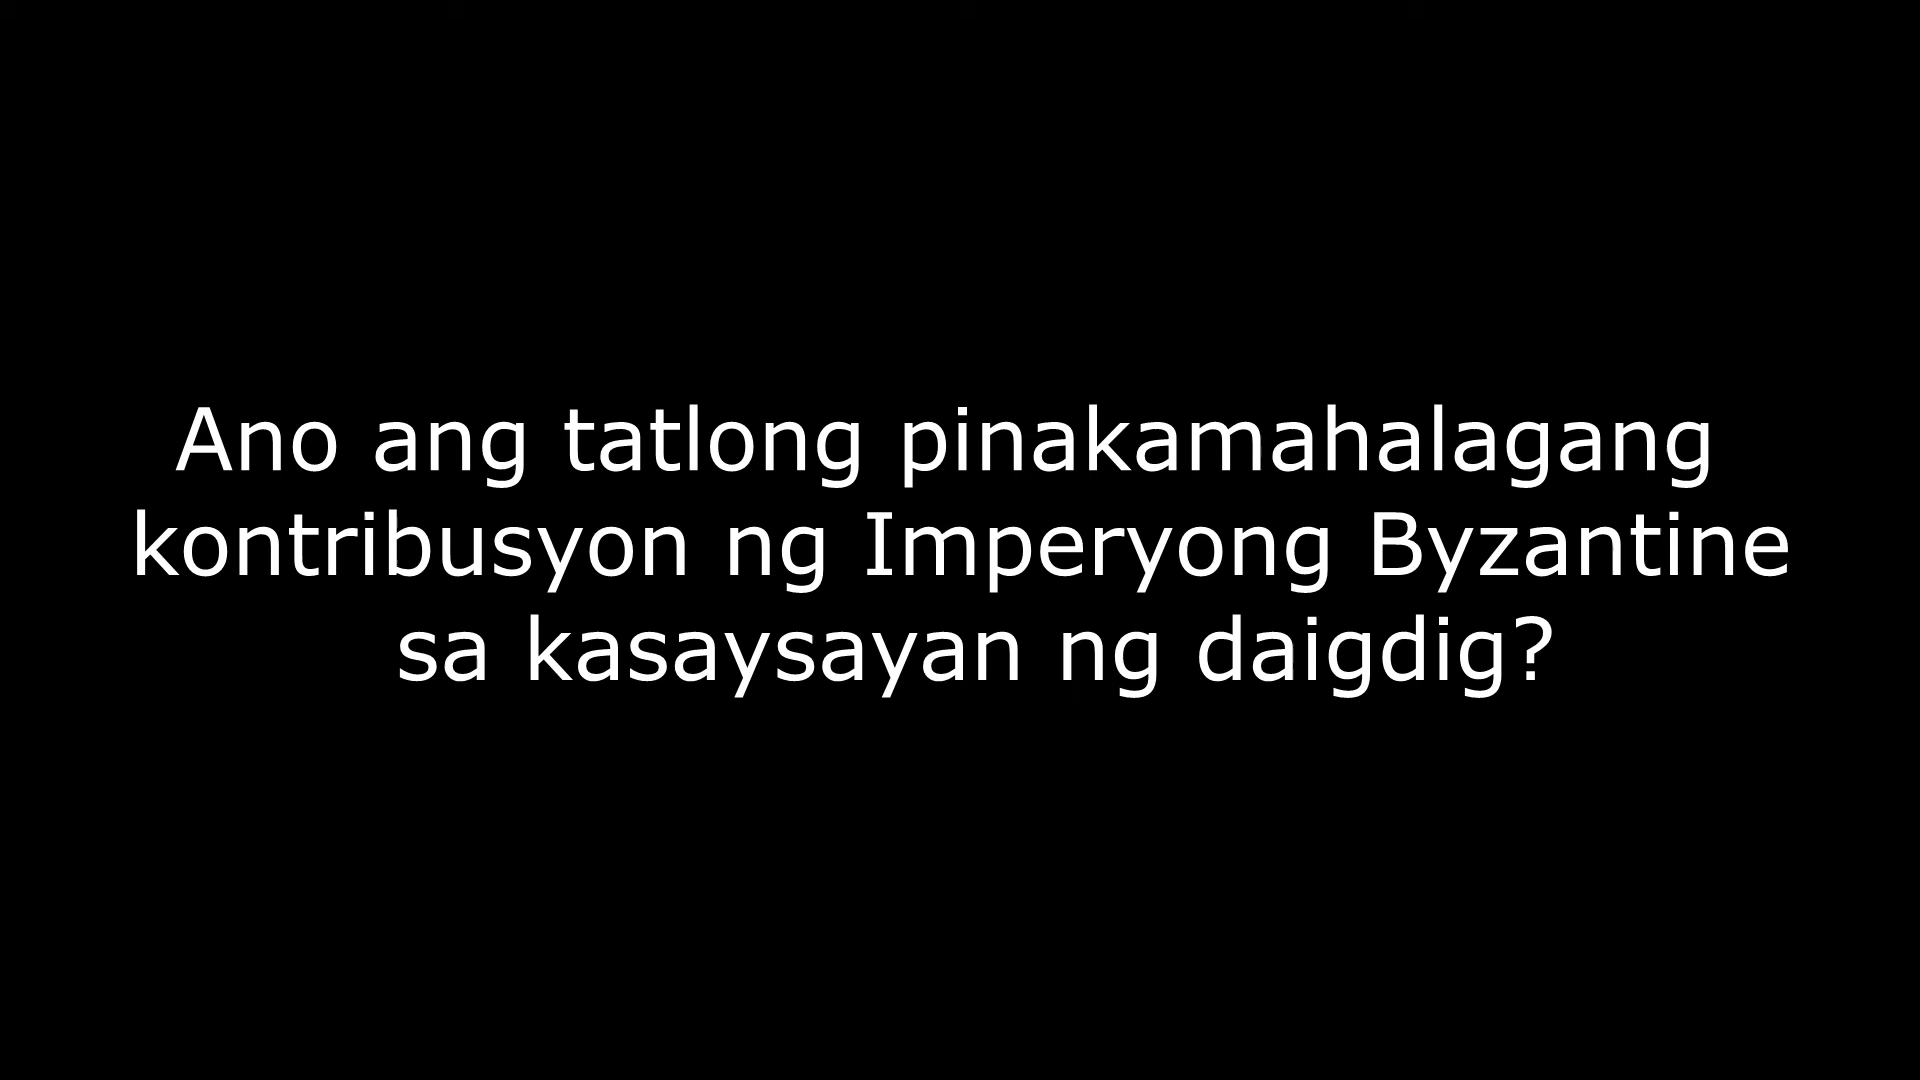 Ano ang tatlong pinakamahalagang
kontribusyon ng Imperyong Byzantine
sa kasaysayan ng daigdig?